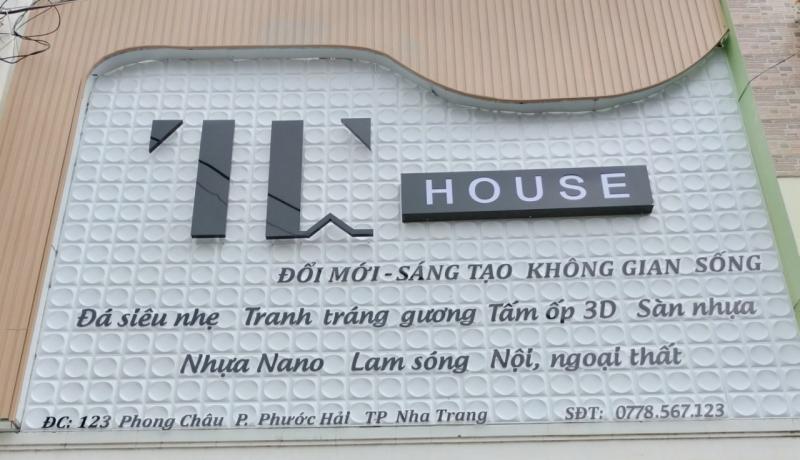 HOUSE
ĐỔI MỚI - SÁNG TẠO KHÔNG GIAN SỐNG
Đá siêu nhẹ Tranh tráng gương Tấm ốp 3D Sàn nhựa
Nhựa Nano Lam sóng Nội, ngoại thất
ĐC: 123 Phong Châu P. Phước Hải TP Nha Trang SĐT: 0778.567.123